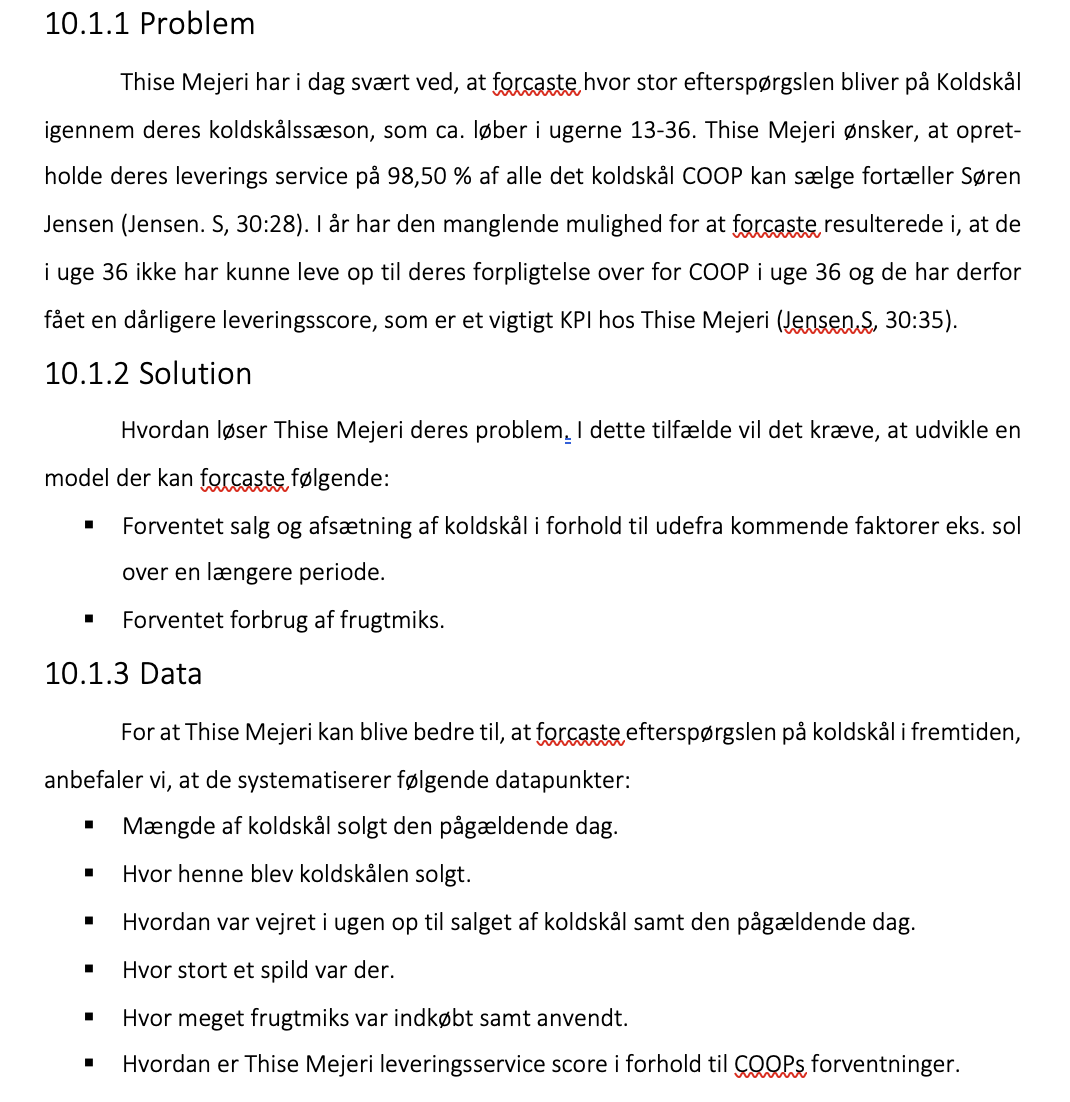 10.1.1 Problem
Thise Mejeri har i dag svært ved, at forcaste hvor stor efterspørgslen bliver på Koldskål
igennem deres koldskålssæson, som ca. løber i ugerne 13-36. Thise Mejeri ønsker, at opret-
holde deres leverings service på 98,50 % af alle det koldskål COOP kan sælge fortæller Søren
Jensen (Jensen. S, 30:28). I år har den manglende mulighed for at forcaste resulterede i, at de
i uge 36 ikke har kunne leve op til deres forpligtelse over for COOP i uge 36 og de har derfor
fået en dårligere leveringsscore, som er et vigtigt KPI hos Thise Mejeri (Jensen.S, 30:35).
10.1.2 Solution
Hvordan løser Thise Mejeri deres problem. I dette tilfælde vil det kræve, at udvikle en
model der kan forcaste følgende:
▪ Forventet salg og afsætning af koldskål i forhold til udefra kommende faktorer eks. sol
over en længere periode.
▪ Forventet forbrug af frugtmiks.
10.1.3 Data
For at Thise Mejeri kan blive bedre til, at forcaste efterspørgslen på koldskål i fremtiden,
anbefaler vi, at de systematiserer følgende datapunkter:
▪ Mængde af koldskål solgt den pågældende dag.
▪ Hvor henne blev koldskålen solgt.
▪ Hvordan var vejret i ugen op til salget af koldskål samt den pågældende dag.
▪ Hvor stort et spild var der.
▪ Hvor meget frugtmiks var indkøbt samt anvendt.
▪ Hvordan er Thise Mejeri leveringsservice score i forhold til COOPs forventninger.